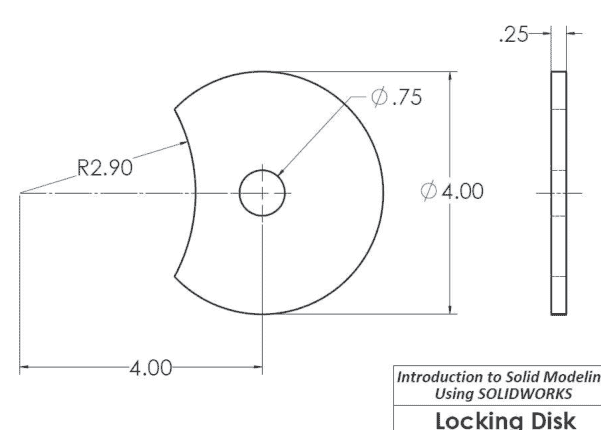 .25
Ø.75
R2.90
Ø4.00
4.00
Introduction to Solid Modelin
Using SOLIDWORKS
Locking Disk